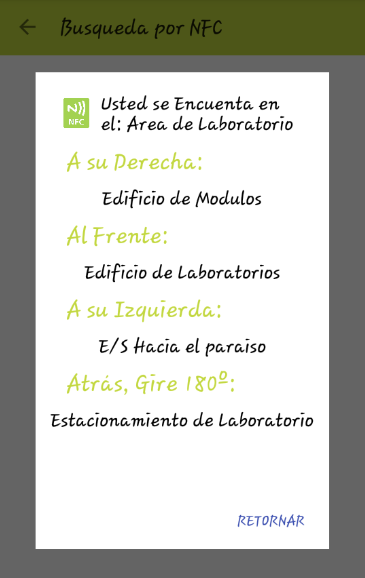 Busqueda por NFC
NFC
Usted se Encuenta en
el: Area de Laboratorio
A su Derecha:
Edificio de Modulos
Al Frente:
Edificio de Laboratorios
A su Izquierda:
E/S Hacia el paraiso
Atrás, Gire 180º:
Estacionamiento de Laboratorio
RETORNAR